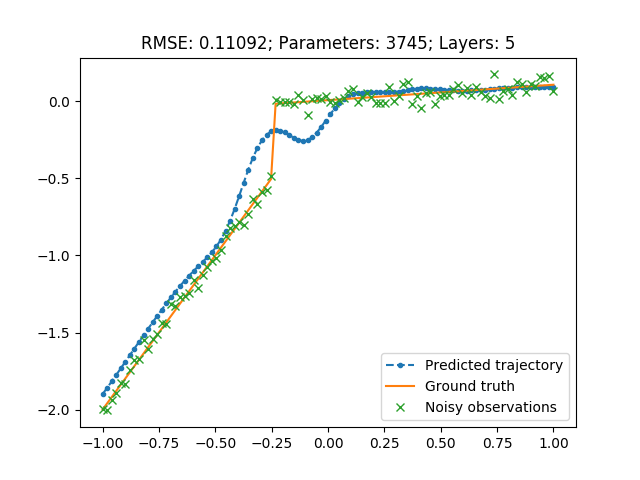 RMSE: 0.11092; Parameters: 3745; Layers: 5
0.0
−0.5
−1.0
−1.5
−2.0
Predicted trajectory
Ground truth
Noisy observations
−1.00 −0.75 −0.50 −0.25 0.00 0.25 0.50 0.75 1.00